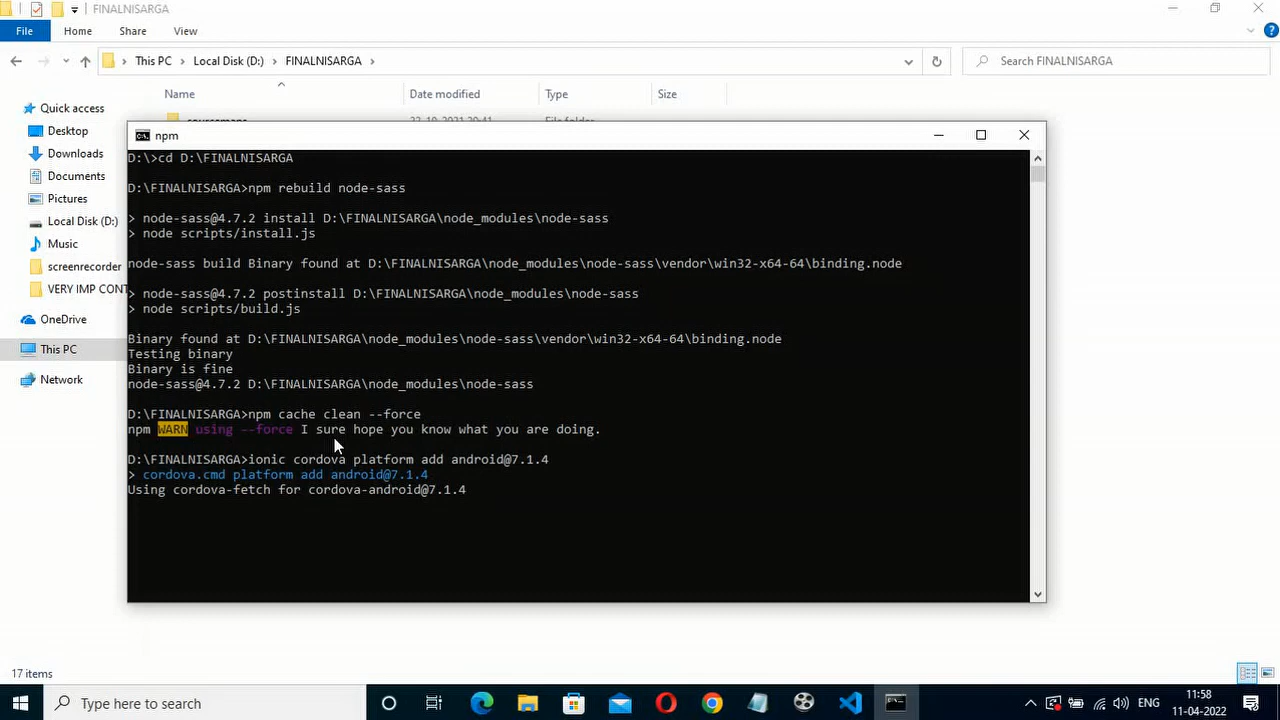 FINALNISARGA
File Home Share View
This PC Local Disk (D:) FINALNISARGA
Search FINALNISARGA
Name Date modified Type Size
Quick access
Desktop
Downloads
Documents
Pictures
Local Disk (D:)
Music
screenrecorder
VERY IMP CONT
OneDrive
This PC
Network
npm
D:\>cd D:\FINALNISARGA
D:\FINALNISARGA>npm rebuild node-sass
> node-sass@4.7.2 install D:\FINALNISARGA\node_modules\node-sass
> node scripts/install.js
node-sass build Binary found at D:\FINALNISARGA\node_modules\node-sass\vendor\win32-x64-64\binding.node
> node-sass@4.7.2 postinstall D:\FINALNISARGA\node_modules\node-sass
> node scripts/build.js
Binary found at D:\FINALNISARGA\node_modules\node-sass\vendor\win32-x64-64\binding.node
Testing binary
Binary is fine
node-sass@4.7.2 D:\FINALNISARGA\node_modules\node-sass
D:\FINALNISARGA>npm cache clean --force
npm WARN using --force I sure hope you know what you are doing.
D:\FINALNISARGA>ionic cordova platform add android@7.1.4
> cordova.cmd platform add android@7.1.4
Using cordova-fetch for cordova-android@7.1.4
17 items
Type here to search
ENG
11:58
11-04-2022